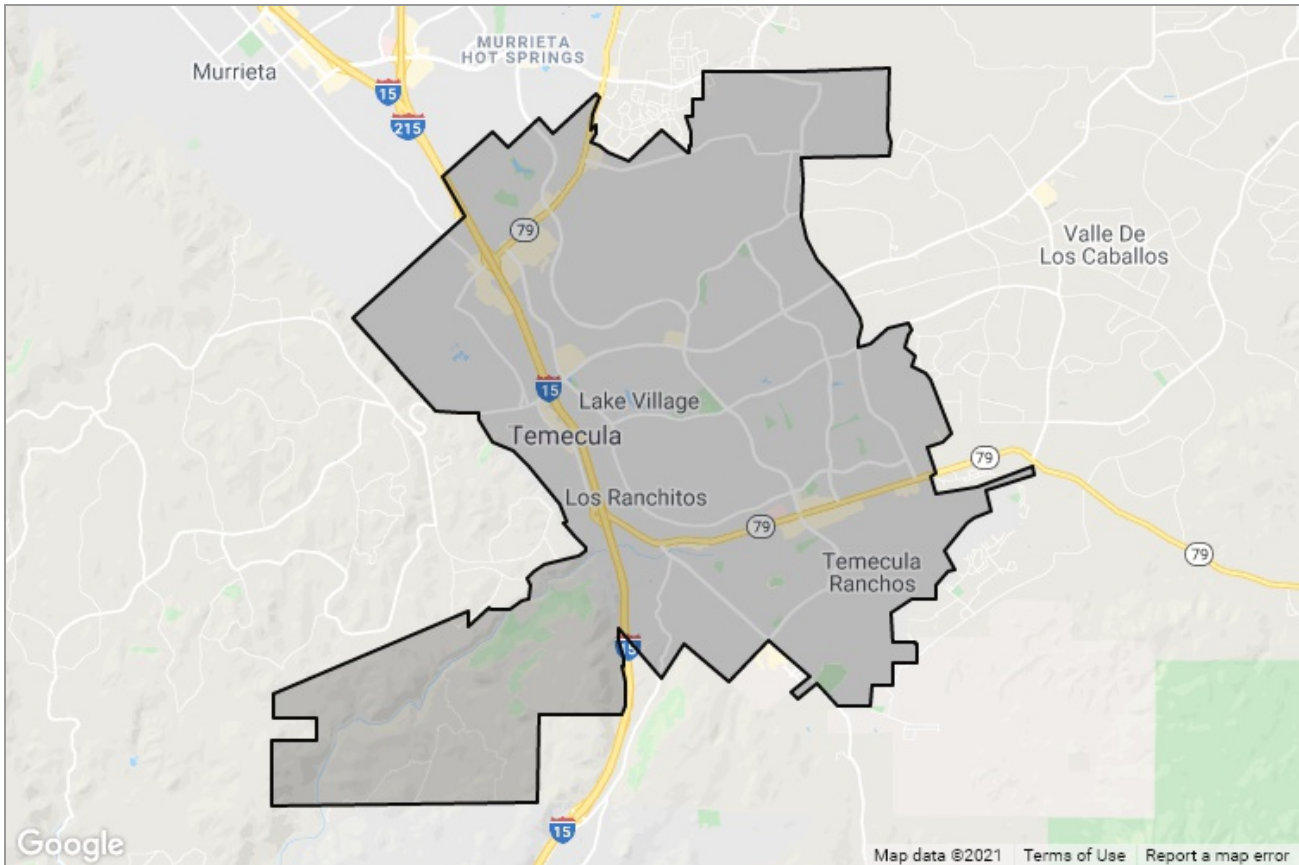 MURRIETA
HOT SPRINGS
Murrieta
15
215
79
Valle De
Los Caballos
15
Lake Village
Temecula
79
Los Ranchitos
79
Temecula
Ranchos
79
15
15
Google
Map data ©2021 Terms of Use Report a map error